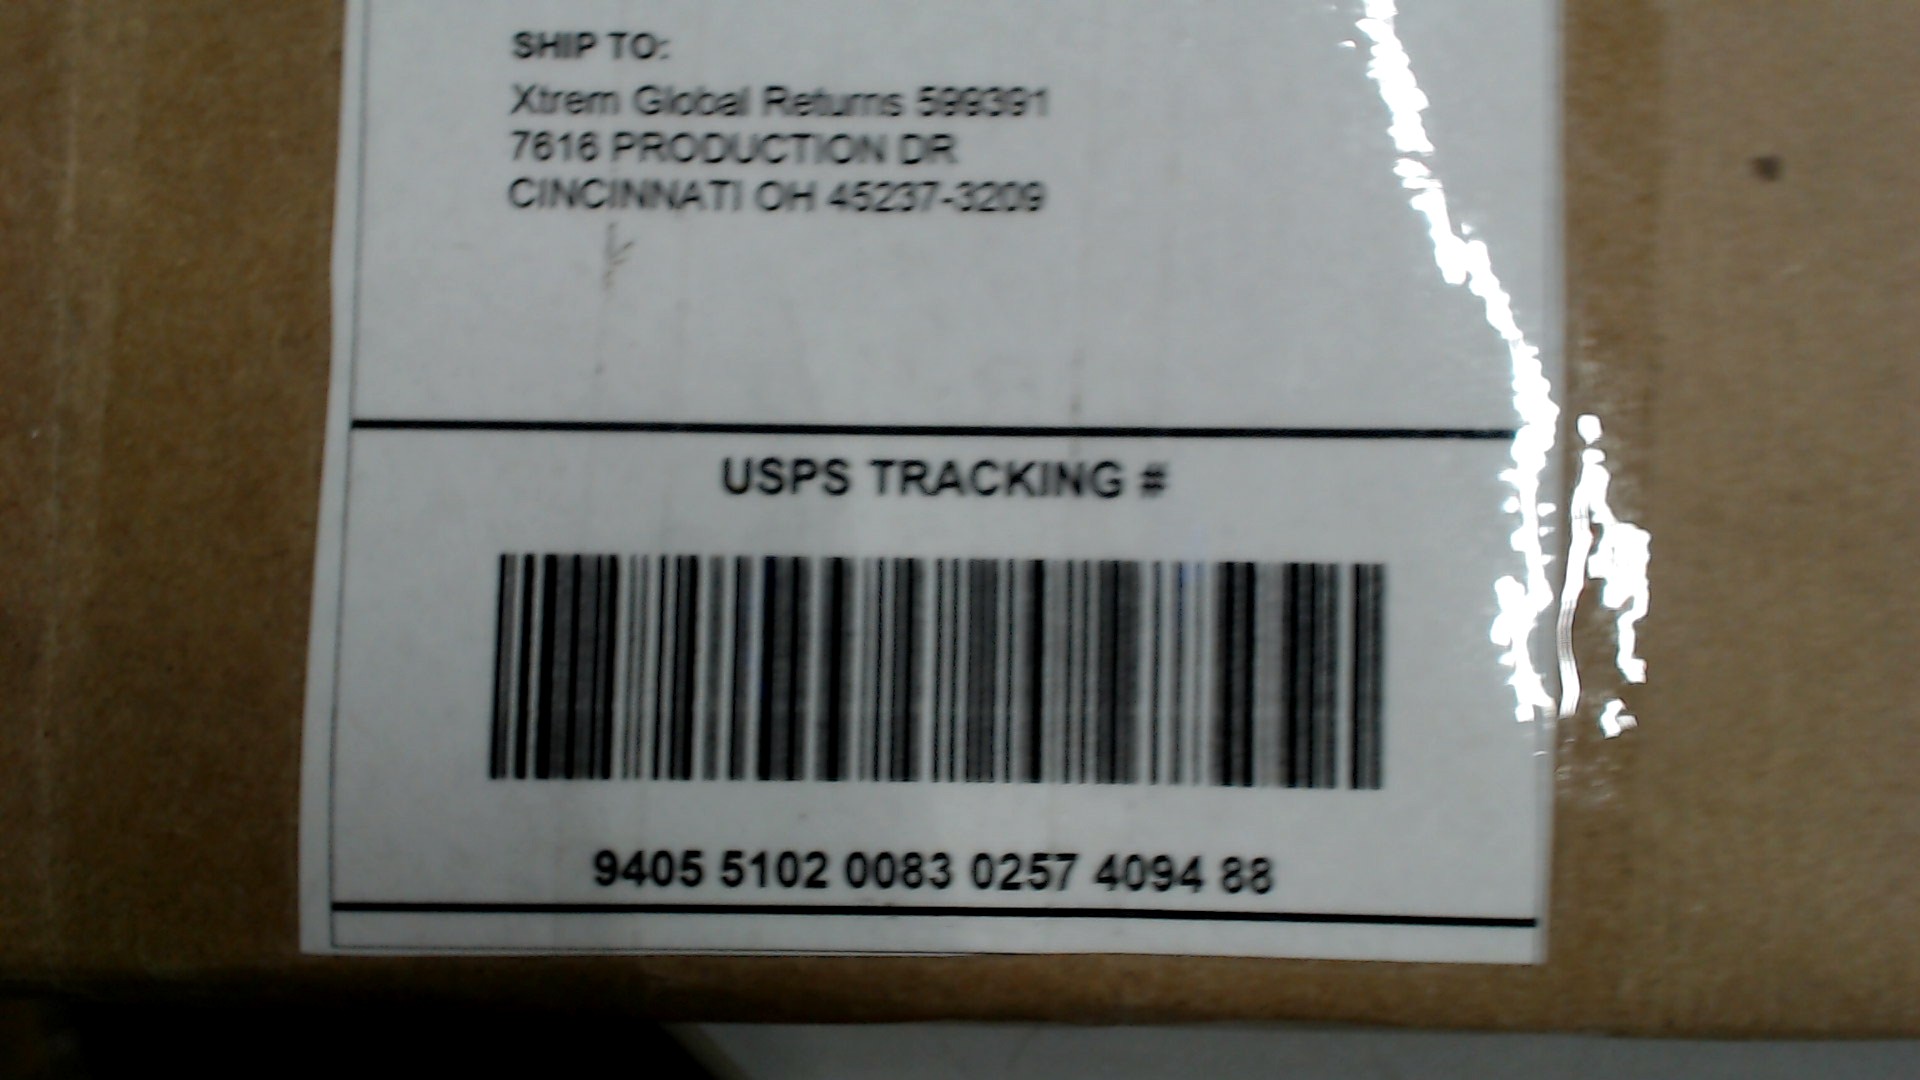 SHIP TO:
Xtrem Global Returns 599391
7616 PRODUCTION DR
CINCINNATI OH 45237-3209
USPS TRACKING #
9405 5102 0083 0257 4094 88